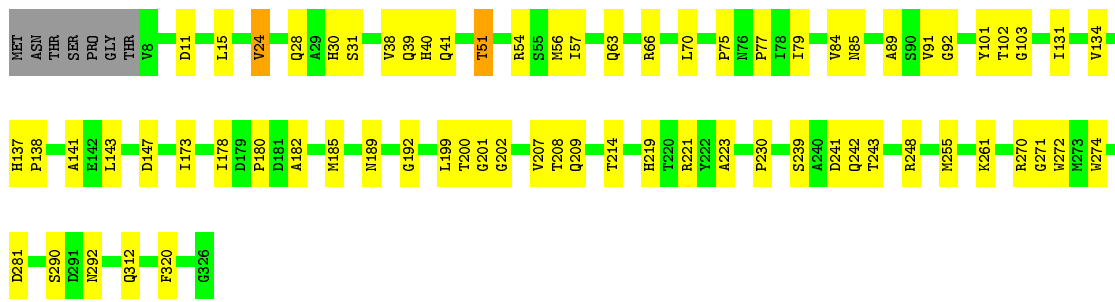 MET ASN THR SER PRO GLY THR V8 D11 L15 V24 Q28 A29 H30 S31 V38 Q39 H40 Q41 T51 R54 S55 M56 I57 Q63 R66 L70 P75 N76 P77 I78 I79 V84 N85 A89 S90 V91 G92 Y101 T102 G103 I131 V134
H137 P138 A141 E142 L143 D147 I173 I178 D179 P180 D181 A182 M185 N189 G192 L199 T200 G201 G202 V207 T208 Q209 T214 H219 T220 R221 Y222 A223 P230 S239 A240 D241 Q242 T243 R248 M255 K261 R270 G271 W272 M273 W274
D281 S290 D291 N292 Q312 F320 G326